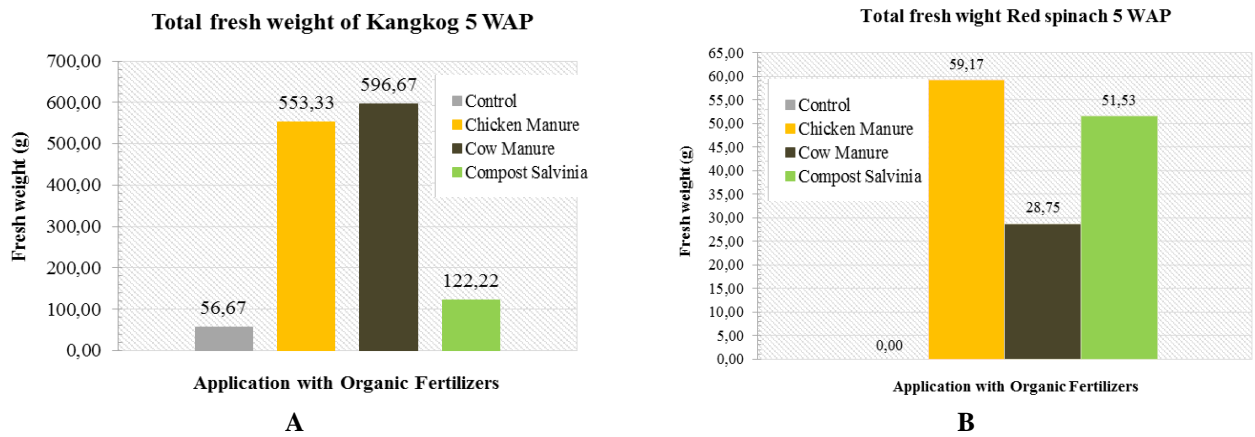 Total fresh weight of Kangkog 5 WAP
700,00
600,00
500,00
400,00
300,00
200,00
100,00
0,00
Fresh weight (g)
56,67
553,33
596,67
122,22
Control
Chicken Manure
Cow Manure
Compost Salvinia
Application with Organic Fertilizers
A
Total fresh wight Red spinach 5 WAP
65,00
60,00
55,00
50,00
45,00
40,00
35,00
30,00
25,00
20,00
15,00
10,00
5,00
0,00
Fresh weight (g)
0,00
59,17
28,75
51,53
Control
Chicken Manure
Cow Manure
Compost Salvinia
Application with Organic Fertilizers
B